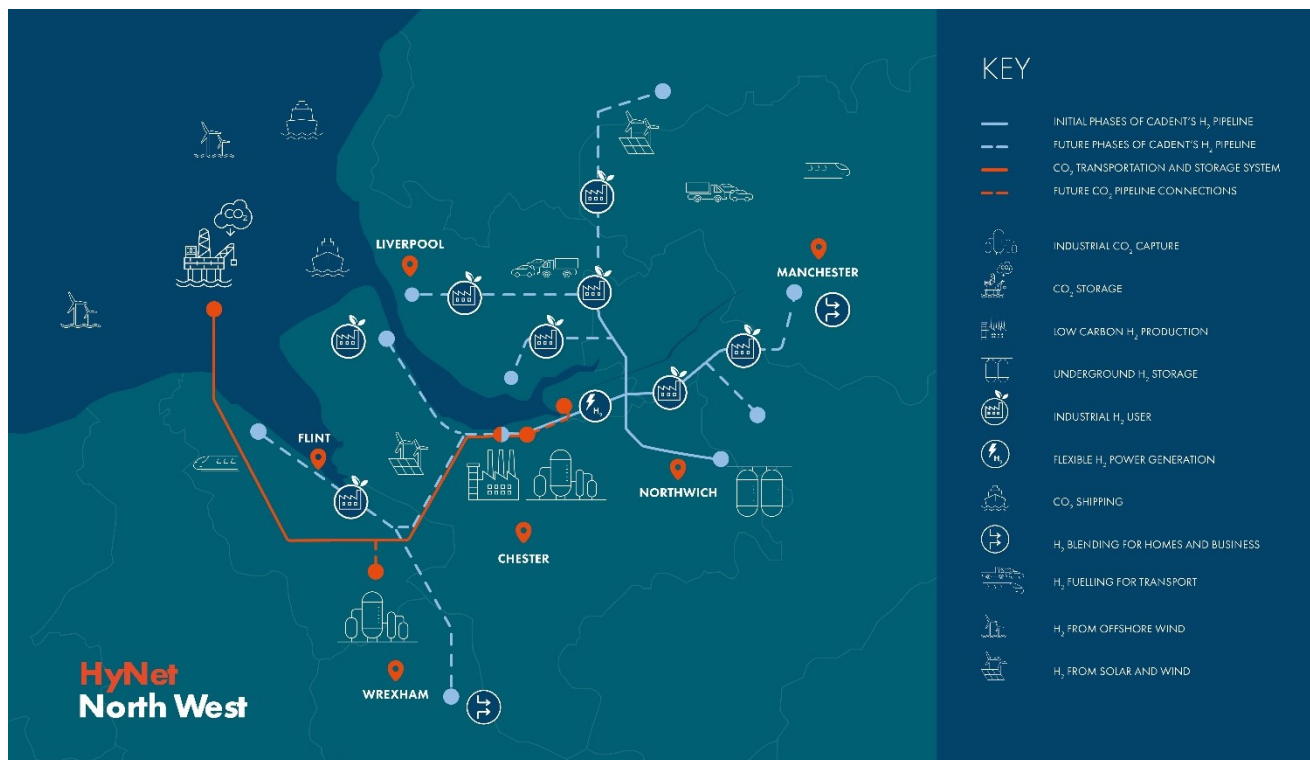 CO₂
LIVERPOOL
MANCHESTER
FLINT
H₂
NORTHWICH
CHESTER
WREXHAM
HyNet
North West
KEY
INITIAL PHASES OF CADENT'S H₂ PIPELINE
FUTURE PHASES OF CADENT'S H₂ PIPELINE
CO₂ TRANSPORTATION AND STORAGE SYSTEM
FUTURE CO₂ PIPELINE CONNECTIONS
INDUSTRIAL CO₂ CAPTURE
CO₂
CO₂ STORAGE
LOW CARBON H₂ PRODUCTION
UNDERGROUND H₂ STORAGE
INDUSTRIAL H₂ USER
H₂
FLEXIBLE H₂ POWER GENERATION
CO₂ SHIPPING
H₂ BLENDING FOR HOMES AND BUSINESS
H₂ FUELLING FOR TRANSPORT
H₂ FROM OFFSHORE WIND
H₂ FROM SOLAR AND WIND